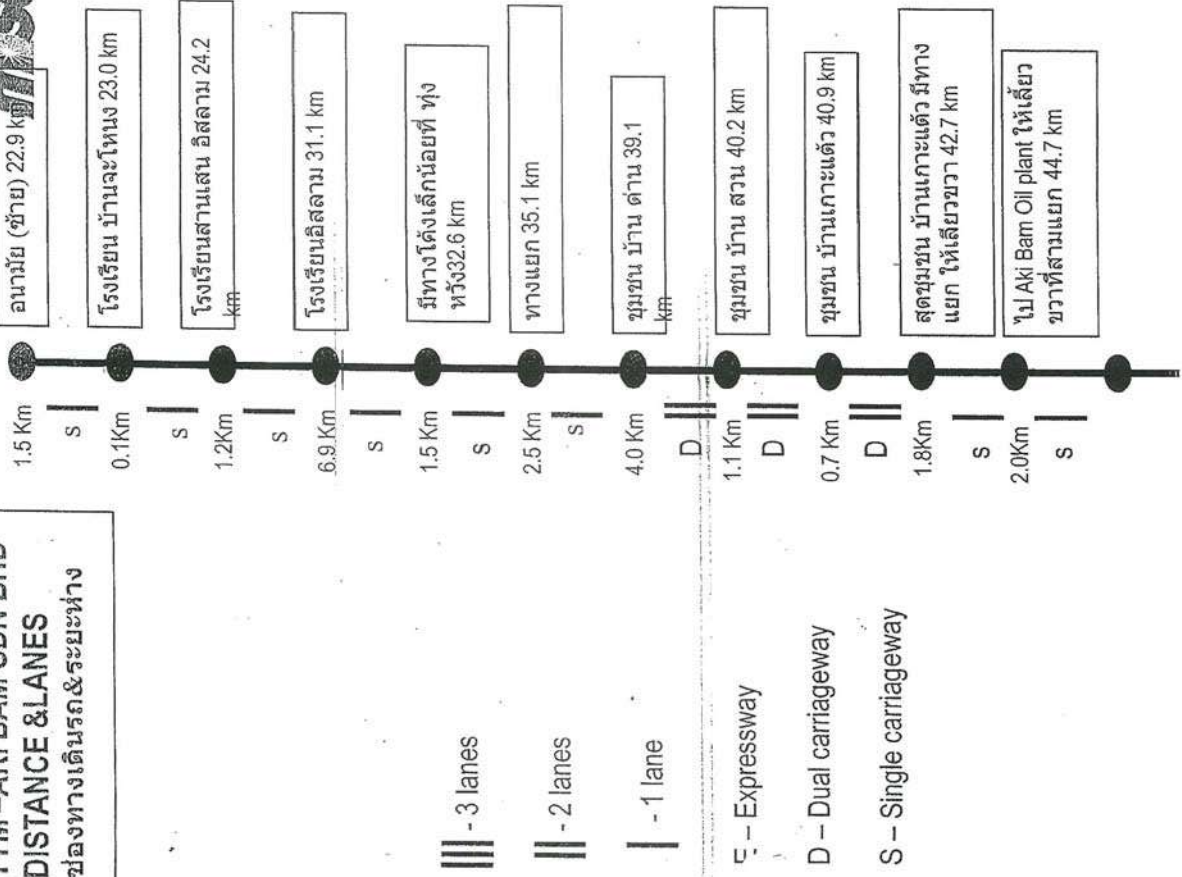 DISTANCE &LANES
ช่องทางเดินรถ&ระยะห่าง
- 3 lanes
- 2 lanes
- 1 lane
– Expressway
D – Dual carriageway
S – Single carriageway
1.5 Km
S
0.1Km
S
1.2Km
S
6.9 Km
S
1.5 Km
S
2.5 Km
S
4.0 Km
D
1.1 Km
D
0.7 Km
D
1.8Km
S
2.0Km
S
อนามัย (ซ้าย) 22.9 km
โรงเรียน บ้านจะโหนง 23.0 km
โรงเรียนสานเสน อิสลาม 24.2
km
โรงเรียนอิสลาม 31.1 km
มีทางโค้งเล็กน้อยที่ ทุ่ง
หวัง32.6 km
ทางแยก 35.1 km
ชุมชน บ้าน ด่าน 39.1
km
ชุมชน บ้าน สวน 40.2 km
ชุมชน บ้านเกาะแต้ว 40.9 km
สุดชุมชน บ้านเกาะแต้ว มีทาง
แยก ให้เลี้ยวขวา 42.7 km
ไป Aki Bam Oil plant ให้เลี้ยว
ขวาที่สามแยก 44.7 km